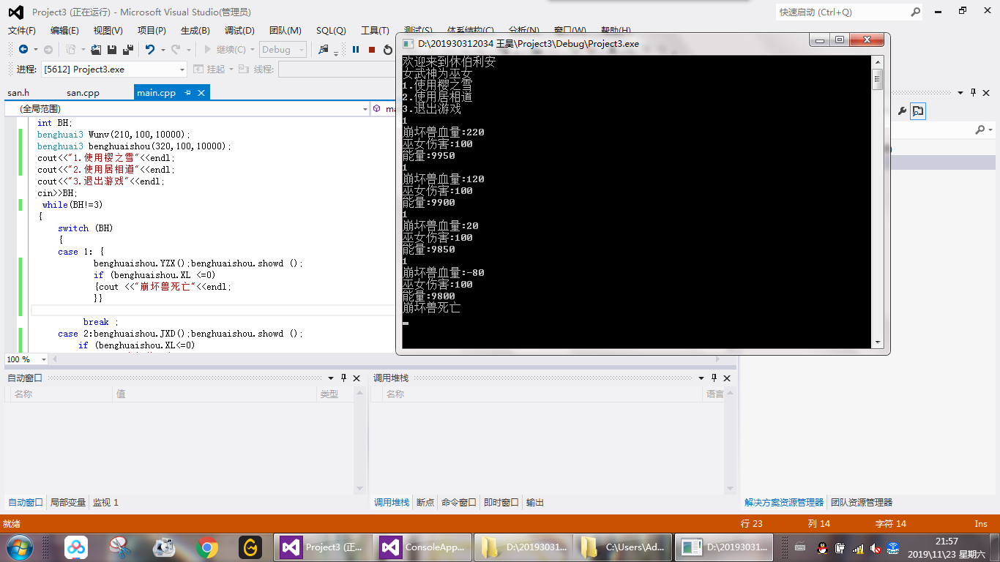 Project3 (正在运行) - Microsoft Visual Studio(管理员)
快速启动 (Ctrl+Q)
文件(F) 编辑(E) 视图(V) 项目(P) 生成(B) 调试(D) 团队(M) SQL(Q) 工具(T) 测试(S) 体系结构(C) 分析(N) 窗口(W) 帮助(H)
继续(C) Debug
进程: [5612] Project3.exe 挂起 线程:
san.h san.cpp main.cpp
(全局范围)
int BH;
benghuai3 Wunv(210,100,10000);
benghuai3 benghuaishou(320,100,10000);
cout<<"1.使用樱之雪"<<endl;
cout<<"2.使用居相道"<<endl;
cout<<"3.退出游戏"<<endl;
cin>>BH;
while(BH!=3)
{
switch (BH)
{
case 1: {
benghuaishou.YZX();benghuaishou.showd ();
if (benghuaishou.XL <=0)
{cout <<"崩坏兽死亡"<<endl;
}}
break ;
case 2:benghuaishou.JXD();benghuaishou.showd ();
if (benghuaishou.XL<=0)
100 %
D:\201930312034 王昊\Project3\Debug\Project3.exe
欢迎来到休伯利安
女武神为巫女
1.使用樱之雪
2.使用居相道
3.退出游戏
1
崩坏兽血量:220
巫女伤害:100
能量:9950
1
崩坏兽血量:120
巫女伤害:100
能量:9900
1
崩坏兽血量:20
巫女伤害:100
能量:9850
1
崩坏兽血量:-80
巫女伤害:100
能量:9800
崩坏兽死亡
自动窗口
名称 值 类型
调用堆栈
名称 语言
自动窗口 局部变量 监视 1
调用堆栈 断点 命令窗口 即时窗口 输出
解决方案资源管理器 团队资源管理器
就绪 行 23 列 14 字符 14 Ins
Project3 (正... ConsoleApp... D:\20193031... C:\Users\Ad... D:\20193031...
21:57
2019\11\23 星期六